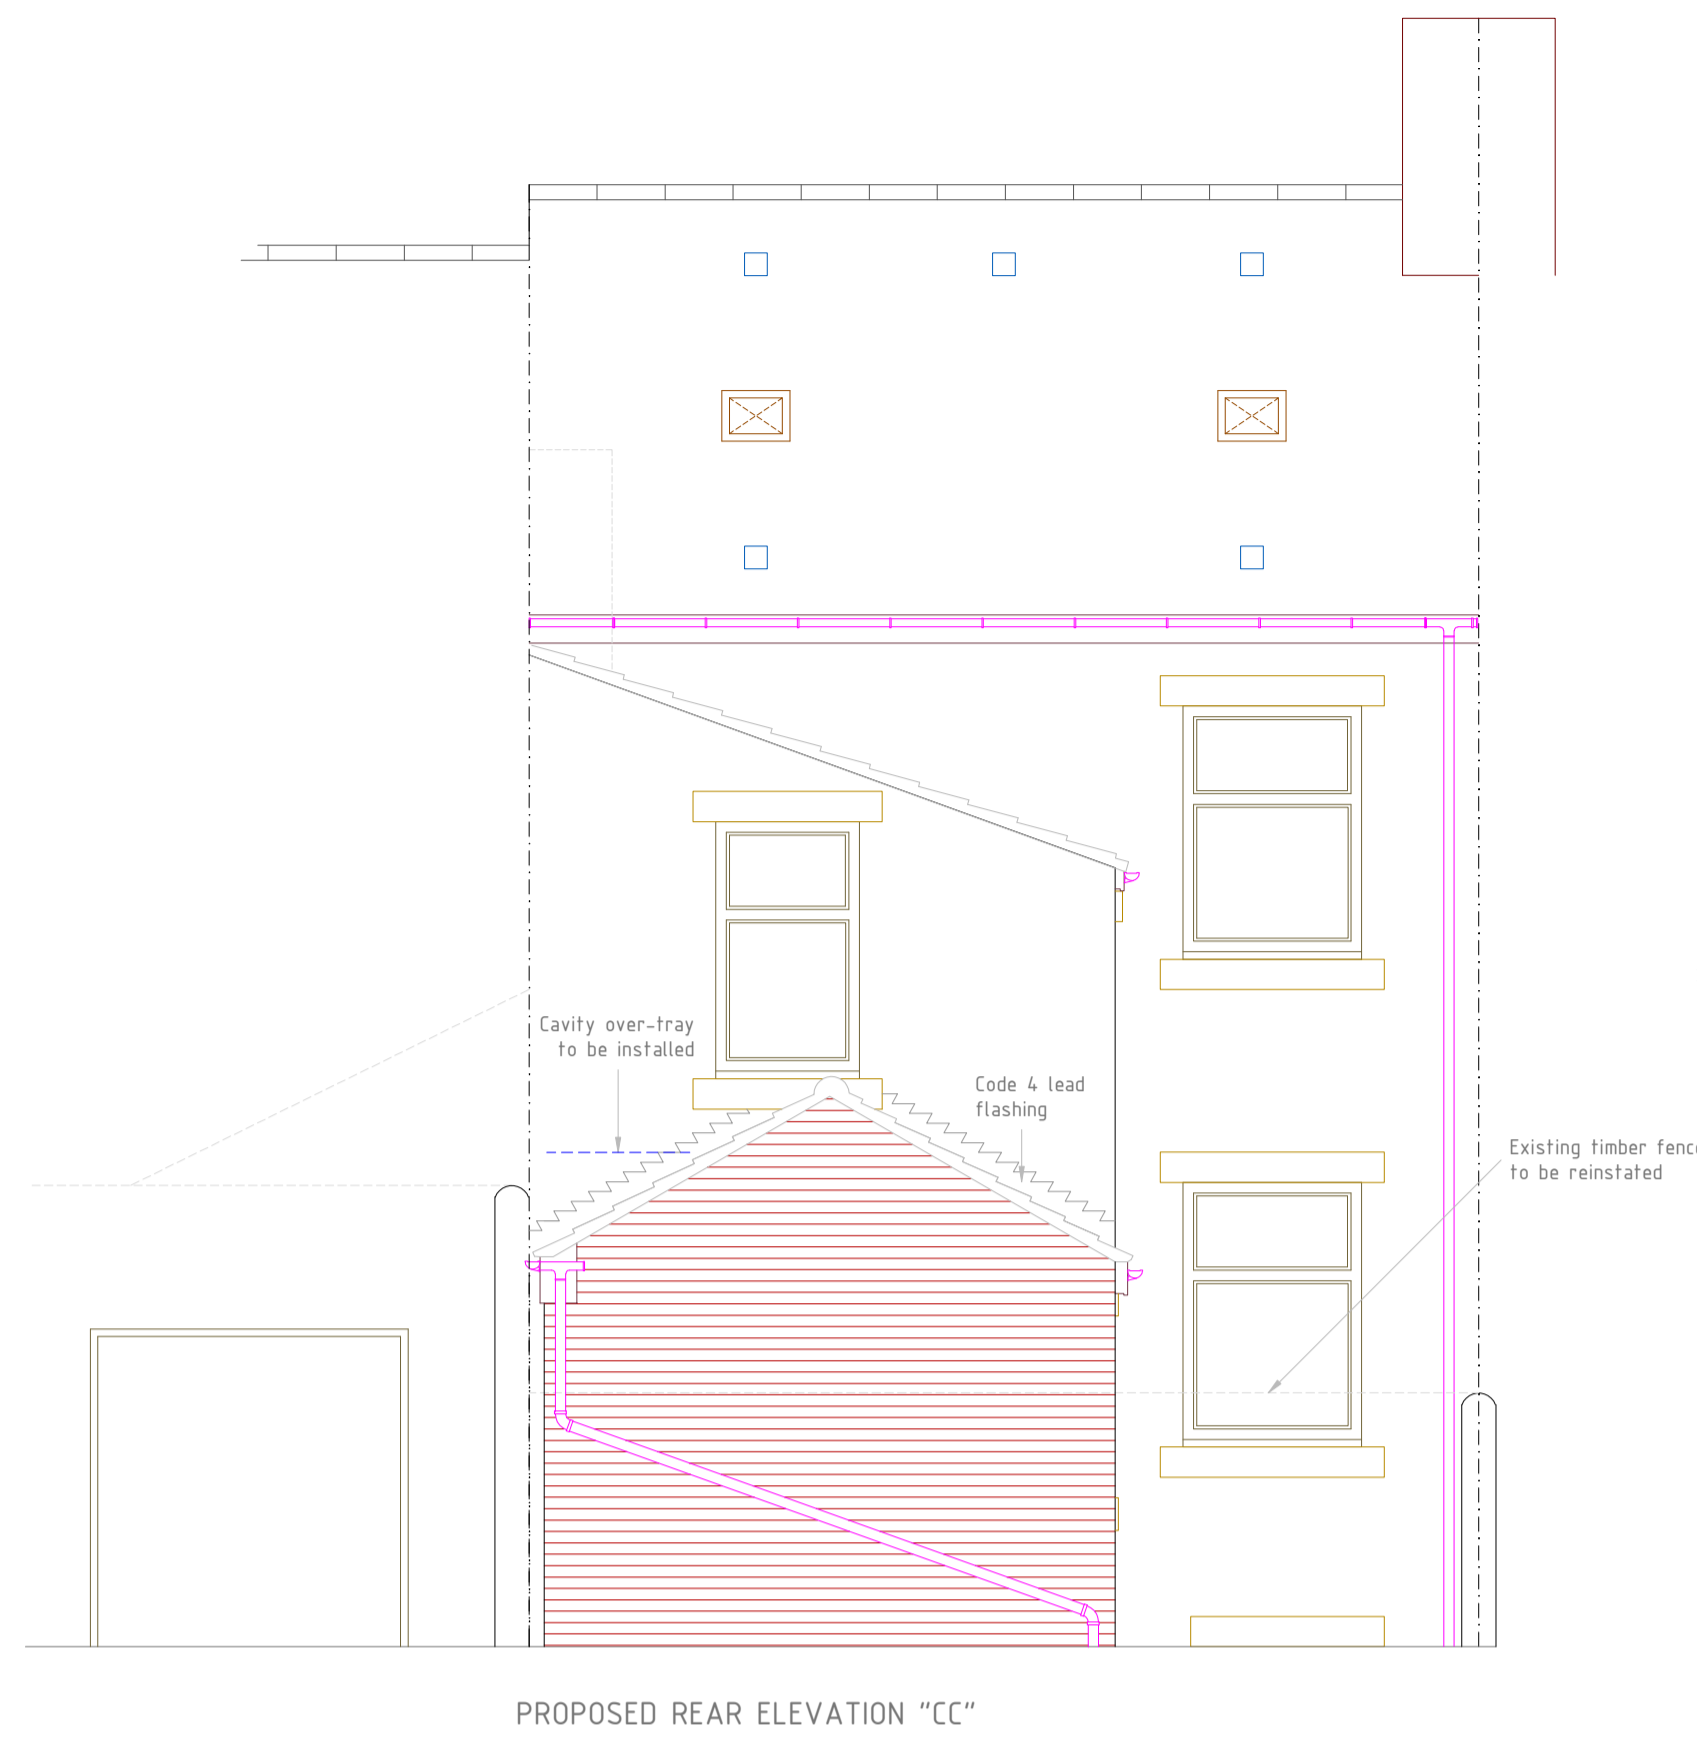 Cavity over-tray
to be installed
Code 4 lead
flashing
Existing timber fence
to be reinstated
PROPOSED REAR ELEVATION "CC"